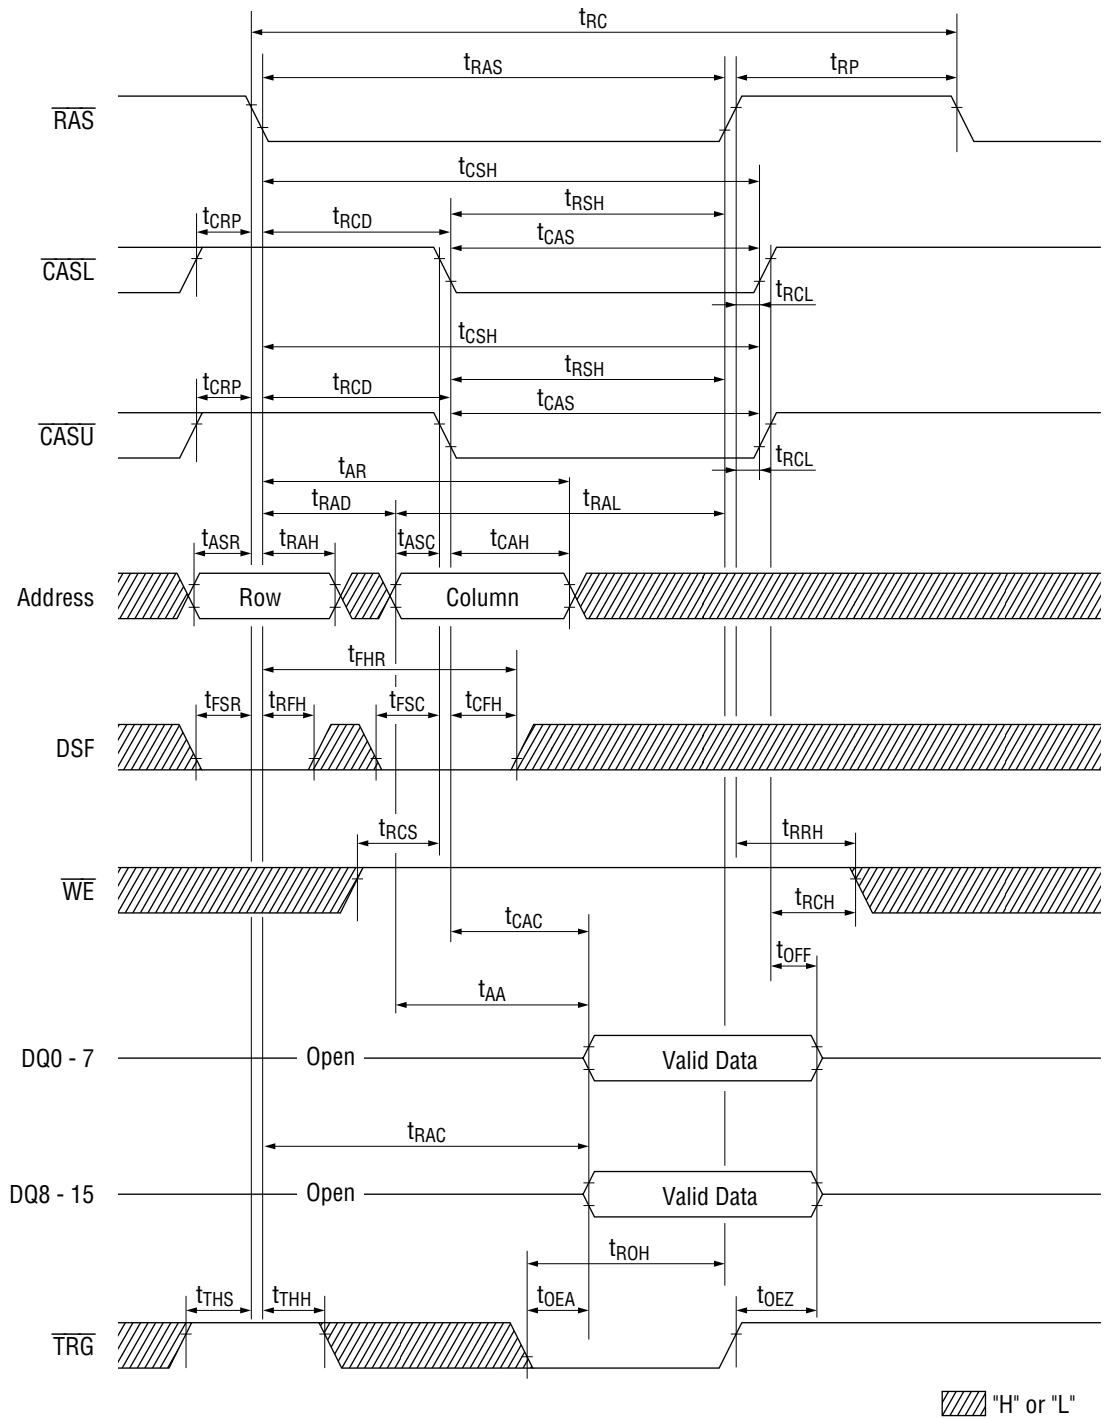 tRC
tRAS tRP
RAS
tCSH
tRSH
tCRP tRCD
tCAS
CASL
tRCL
tCSH
tRSH
tCRP tRCD
tCAS
CASU
tRCL
tAR
tRAD tRAL
tASR tRAH tASC tCAH
Address Row Column
tFHR
tFSR tRFH tFSC tCFH
DSF
tRCS tRRH
WE
tRCH
tCAC
tOFF
tAA
DQ0 - 7 Open Valid Data
tRAC
DQ8 - 15 Open Valid Data
tROH
tTHS tTHH tOEA tOEZ
TRG
"H" or "L"